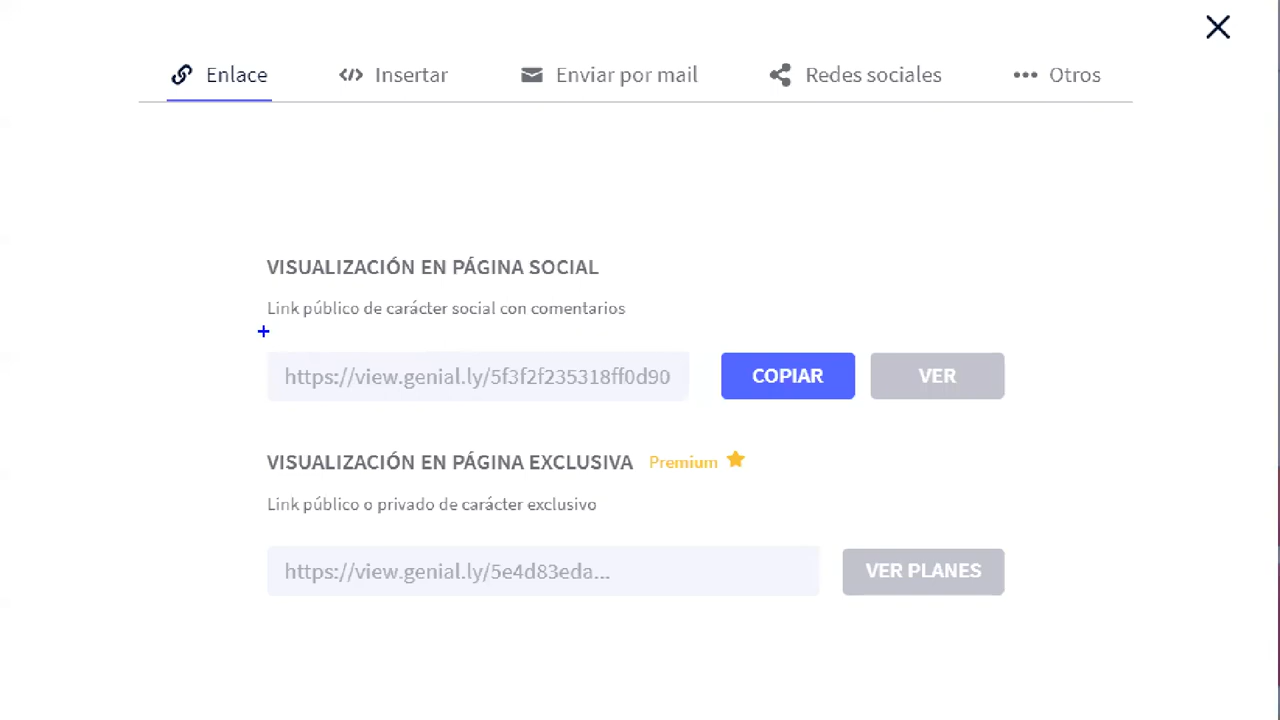 Enlace
Insertar
Enviar por mail
Redes sociales
Otros
VISUALIZACIÓN EN PÁGINA SOCIAL
Link público de carácter social con comentarios
https://view.genial.ly/5f3f2f235318ff0d90
COPIAR
VER
VISUALIZACIÓN EN PÁGINA EXCLUSIVA Premium
Link público o privado de carácter exclusivo
https://view.genial.ly/5e4d83eda...
VER PLANES